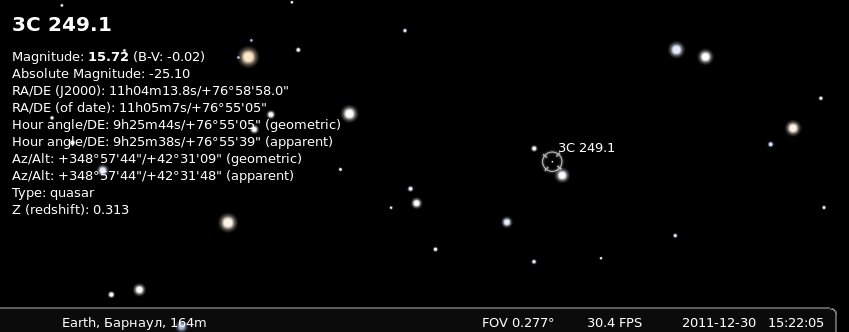 3C 249.1
Magnitude: 15.72 (B-V: -0.02)
Absolute Magnitude: -25.10
RA/DE (J2000): 11h04m13.8s/+76°58'58.0"
RA/DE (of date): 11h05m7s/+76°55'05"
Hour angle/DE: 9h25m44s/+76°55'05" (geometric)
Hour angle/DE: 9h25m38s/+76°55'39" (apparent)
Az/Alt: +348°57'44"/+42°31'09" (geometric)
Az/Alt: +348°57'44"/+42°31'48" (apparent)
Type: quasar
Z (redshift): 0.313
3C 249.1
Earth, Барнаул, 164m FOV 0.277° 30.4 FPS 2011-12-30 15:22:05